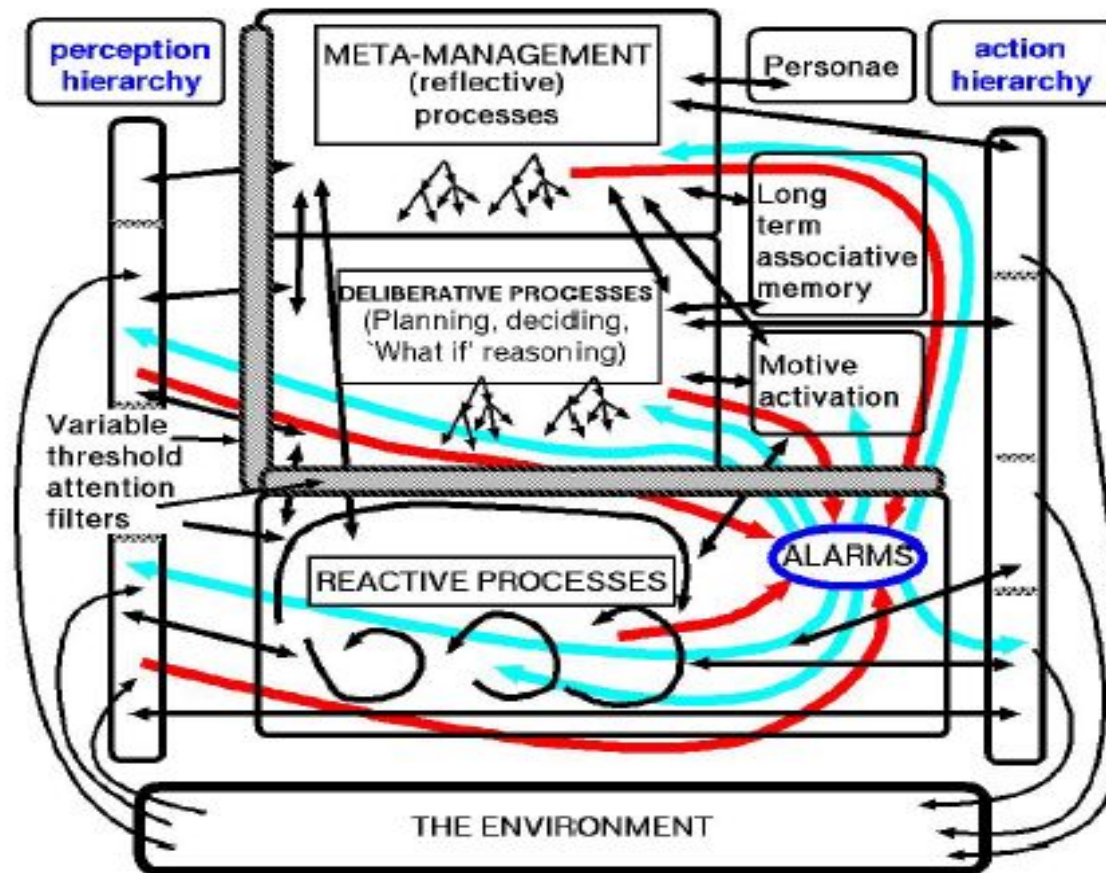 perception
hierarchy
META-MANAGEMENT
(reflective)
processes
Personae
action
hierarchy
Long
term
associative
memory
DELIBERATIVE PROCESSES
(Planning, deciding,
`What if' reasoning)
Motive
activation
Variable
threshold
attention
filters
ALARMS
REACTIVE PROCESSES
THE ENVIRONMENT